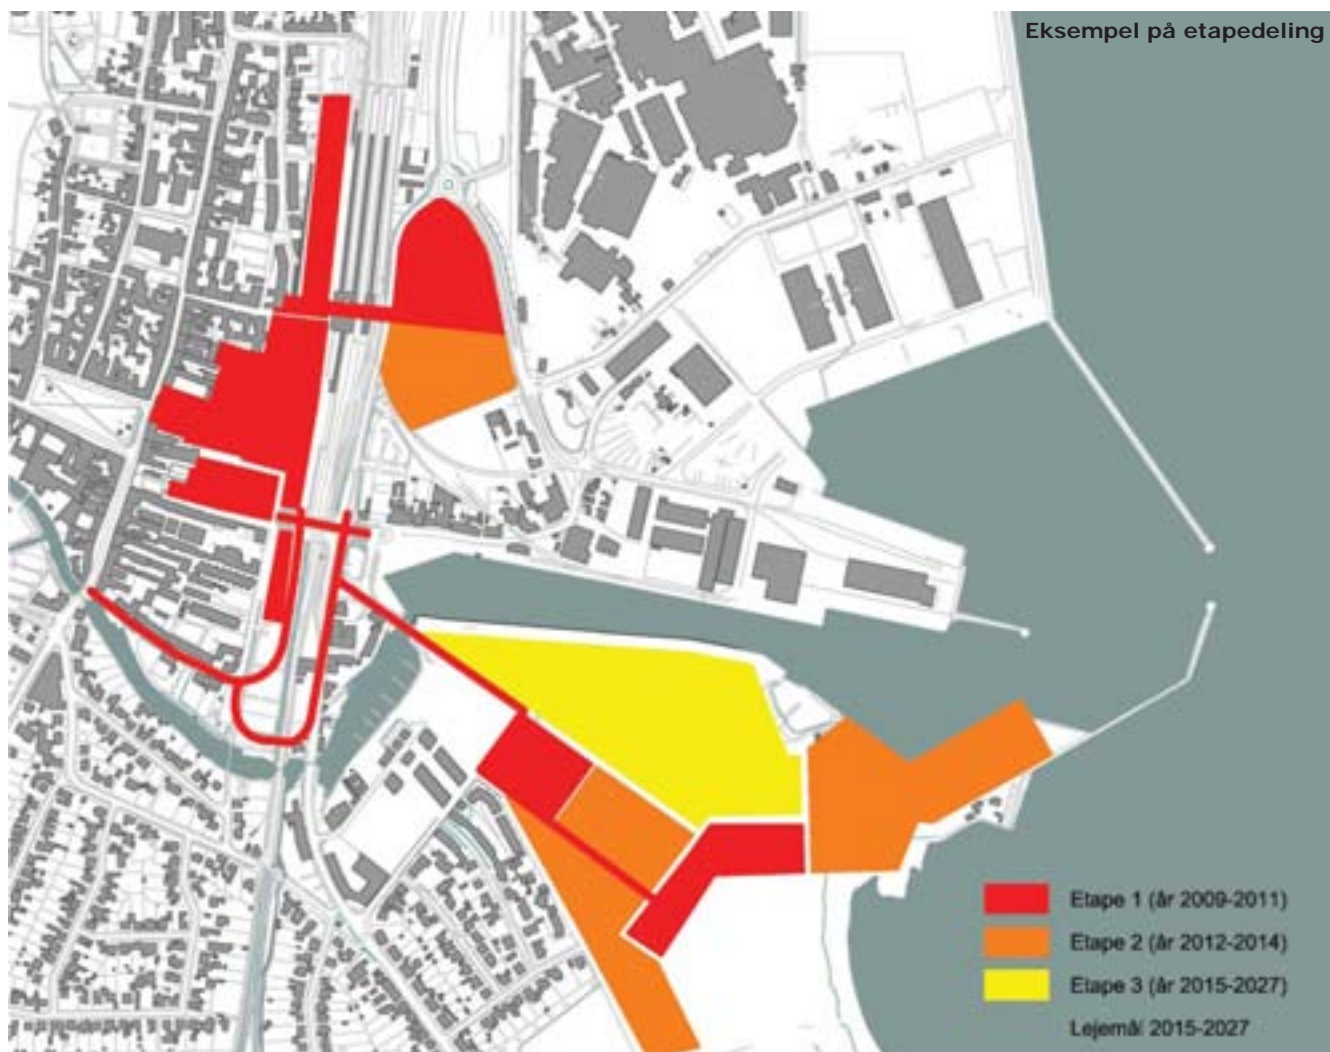 Eksempel på etapedeling
Etape 1 (år 2009-2011)
Etape 2 (år 2012-2014)
Etape 3 (år 2015-2027)
Lejemål 2015-2027